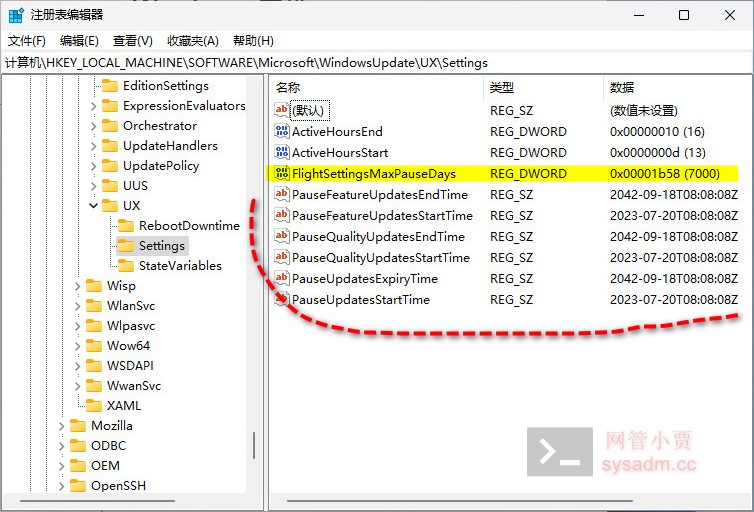 注册表编辑器
文件(F) 编辑(E) 查看(V) 收藏夹(A) 帮助(H)
计算机\HKEY_LOCAL_MACHINE\SOFTWARE\Microsoft\WindowsUpdate\UX\Settings
EditionSettings
ExpressionEvaluators
Orchestrator
UpdateHandlers
UpdatePolicy
UUS
UX
RebootDowntime
Settings
StateVariables
Wisp
WlanSvc
Wlpasvc
Wow64
WSDAPI
WwanSvc
XAML
Mozilla
ODBC
OEM
OpenSSH
名称 类型 数据
(默认) REG_SZ (数值未设置)
ActiveHoursEnd REG_DWORD 0x00000010 (16)
ActiveHoursStart REG_DWORD 0x0000000d (13)
FlightSettingsMaxPauseDays REG_DWORD 0x00001b58 (7000)
PauseFeatureUpdatesEndTime REG_SZ 2042-09-18T08:08:08Z
PauseFeatureUpdatesStartTime REG_SZ 2023-07-20T08:08:08Z
PauseQualityUpdatesEndTime REG_SZ 2042-09-18T08:08:08Z
PauseQualityUpdatesStartTime REG_SZ 2023-07-20T08:08:08Z
PauseUpdatesExpiryTime REG_SZ 2042-09-18T08:08:08Z
PauseUpdatesStartTime REG_SZ 2023-07-20T08:08:08Z
网管小贾
sysadm.cc